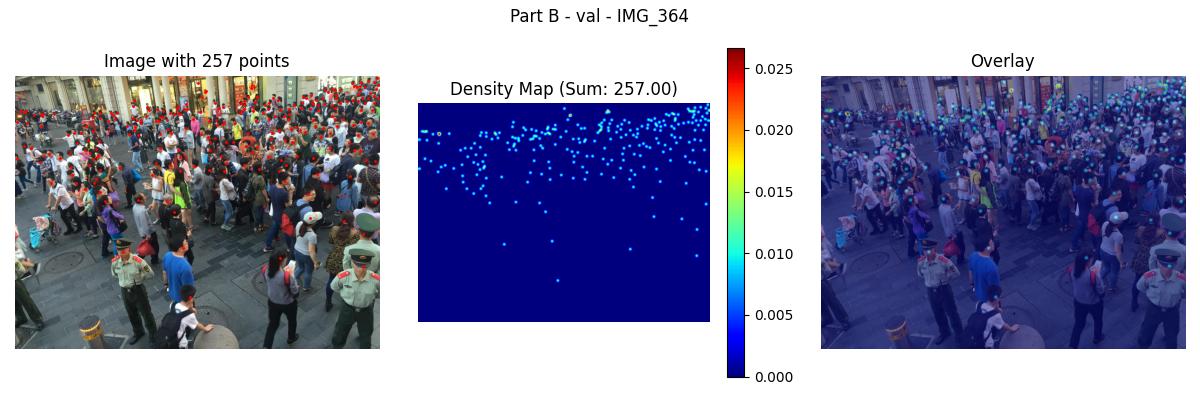 Part B - val - IMG_364
Image with 257 points
Density Map (Sum: 257.00)
Overlay
0.025
0.020
0.015
0.010
0.005
0.000